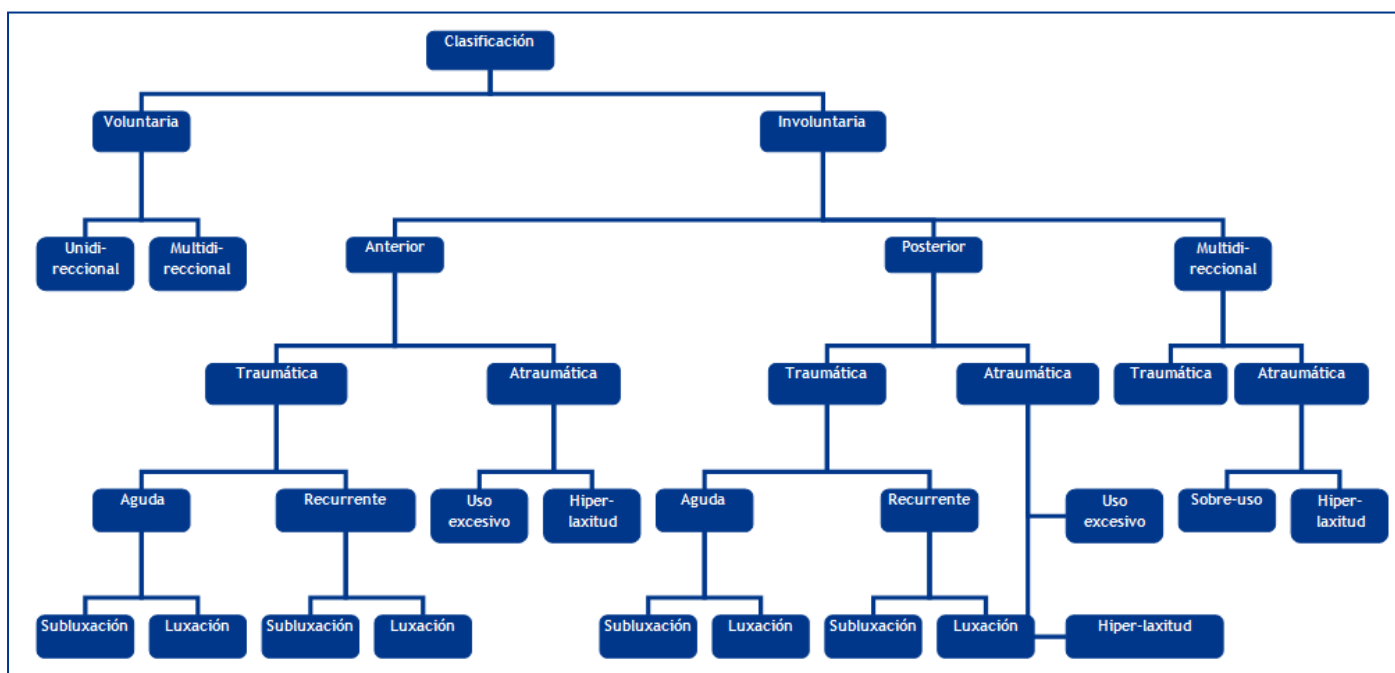 Clasificación
Voluntaria
Involuntaria
Unidi-
reccional
Multidi-
reccional
Anterior
Posterior
Multidi-
reccional
Traumática
Atraumática
Traumática
Atraumática
Traumática
Atraumática
Aguda
Recurrente
Uso
excesivo
Hiper-
laxitud
Aguda
Recurrente
Uso
excesivo
Sobre-uso
Hiper-
laxitud
Subluxación
Luxación
Subluxación
Luxación
Subluxación
Luxación
Subluxación
Luxación
Hiper-laxitud